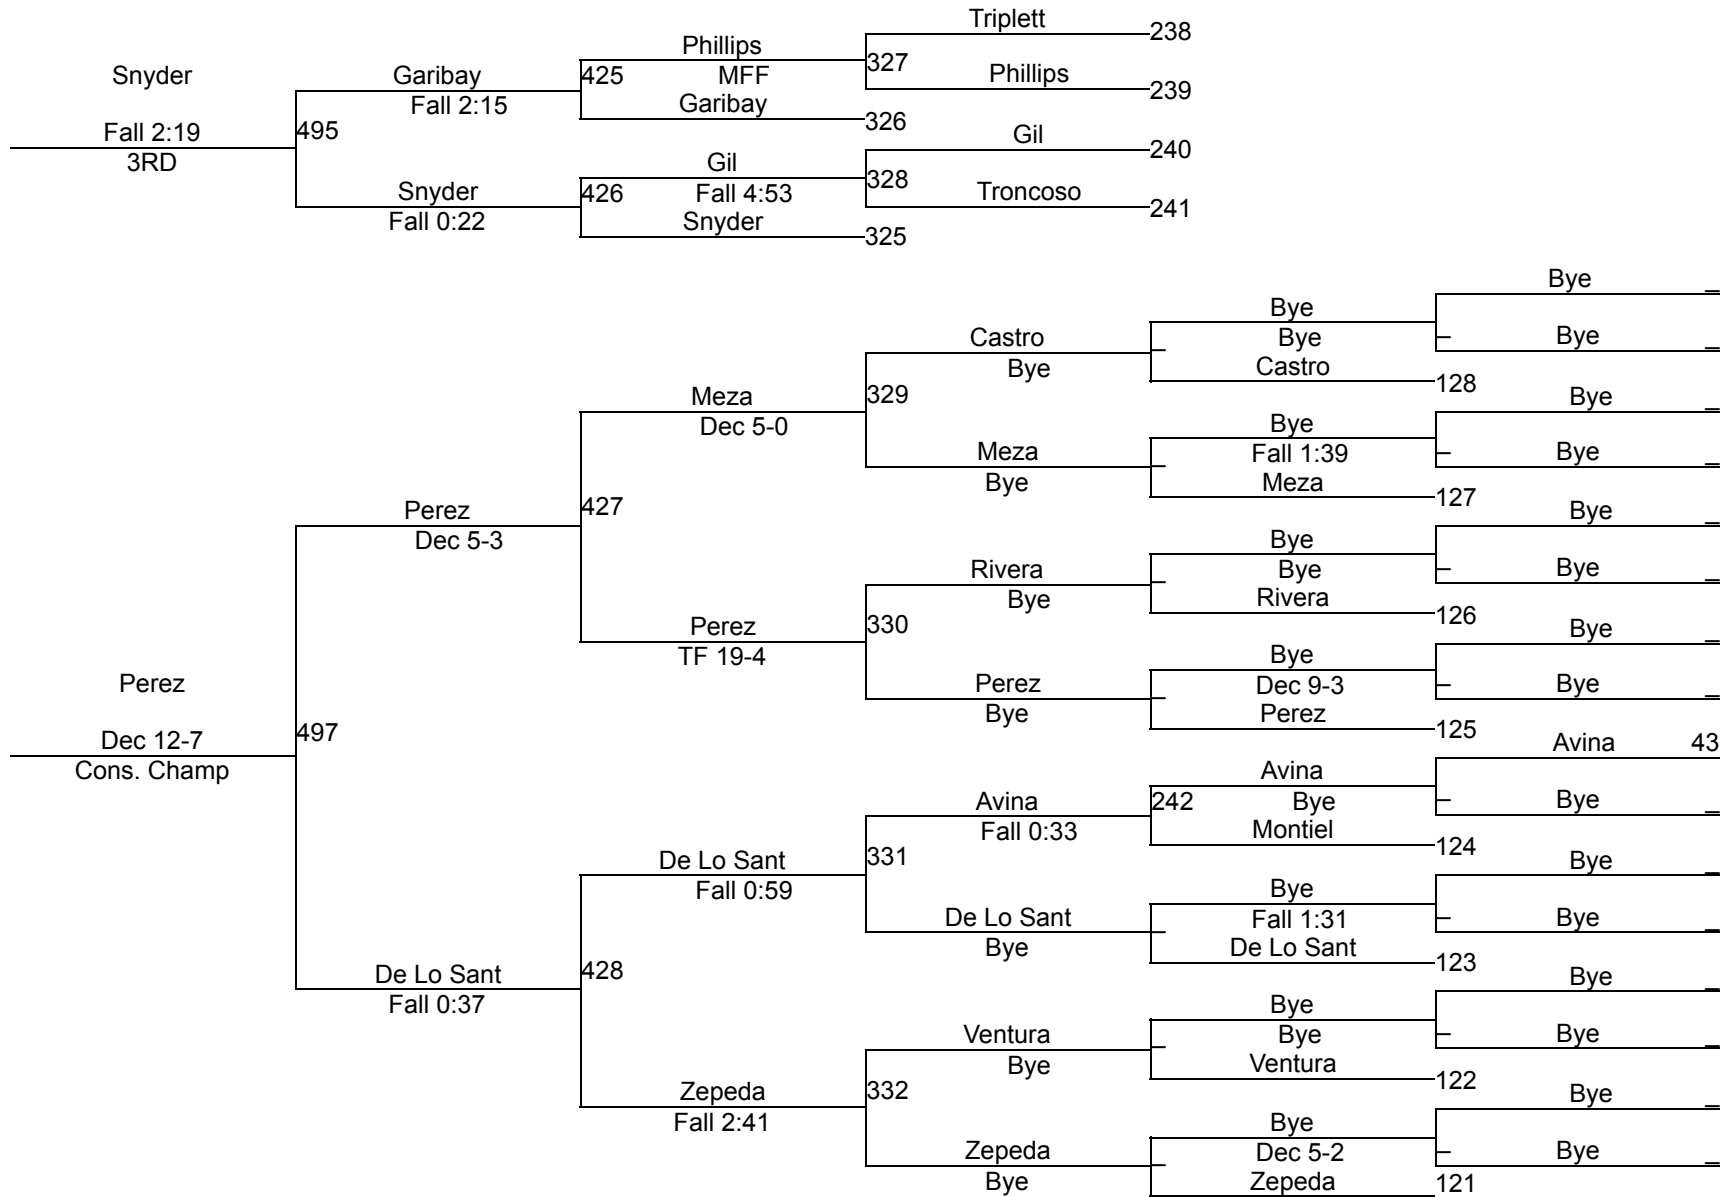 Triplett
238
Phillips
327
Snyder
Garibay
425
MFF
Phillips
239
Fall 2:15
Garibay
326
Fall 2:19
495
Gil
240
3RD
Gil
328
Snyder
426
Fall 4:53
Troncoso
241
Fall 0:22
Snyder
325
Bye _
Bye
Castro
_
Bye
_
Bye _
Bye
Castro
128
Meza
329
Bye _
Dec 5-0
Bye
Meza
_
Fall 1:39
_
Bye _
Bye
Meza
127
Perez
427
Bye _
Dec 5-3
Bye
Rivera
_
Bye
_
Bye _
Bye
Rivera
126
Perez
330
Bye _
TF 19-4
Bye
Perez
Perez
_
Dec 9-3
_
Bye _
Bye
Perez
125
Dec 12-7
497
Avina 43
Cons. Champ
Avina
Avina
242
Bye
_
Bye _
Fall 0:33
Montiel
124
De Lo Sant
331
Bye _
Fall 0:59
Bye
De Lo Sant
_
Fall 1:31
_
Bye _
Bye
De Lo Sant
123
De Lo Sant
428
Bye _
Fall 0:37
Bye
Ventura
_
Bye
_
Bye _
Bye
Ventura
122
Zepeda
332
Bye _
Fall 2:41
Bye
Zepeda
_
Dec 5-2
_
Bye _
Bye
Zepeda
121